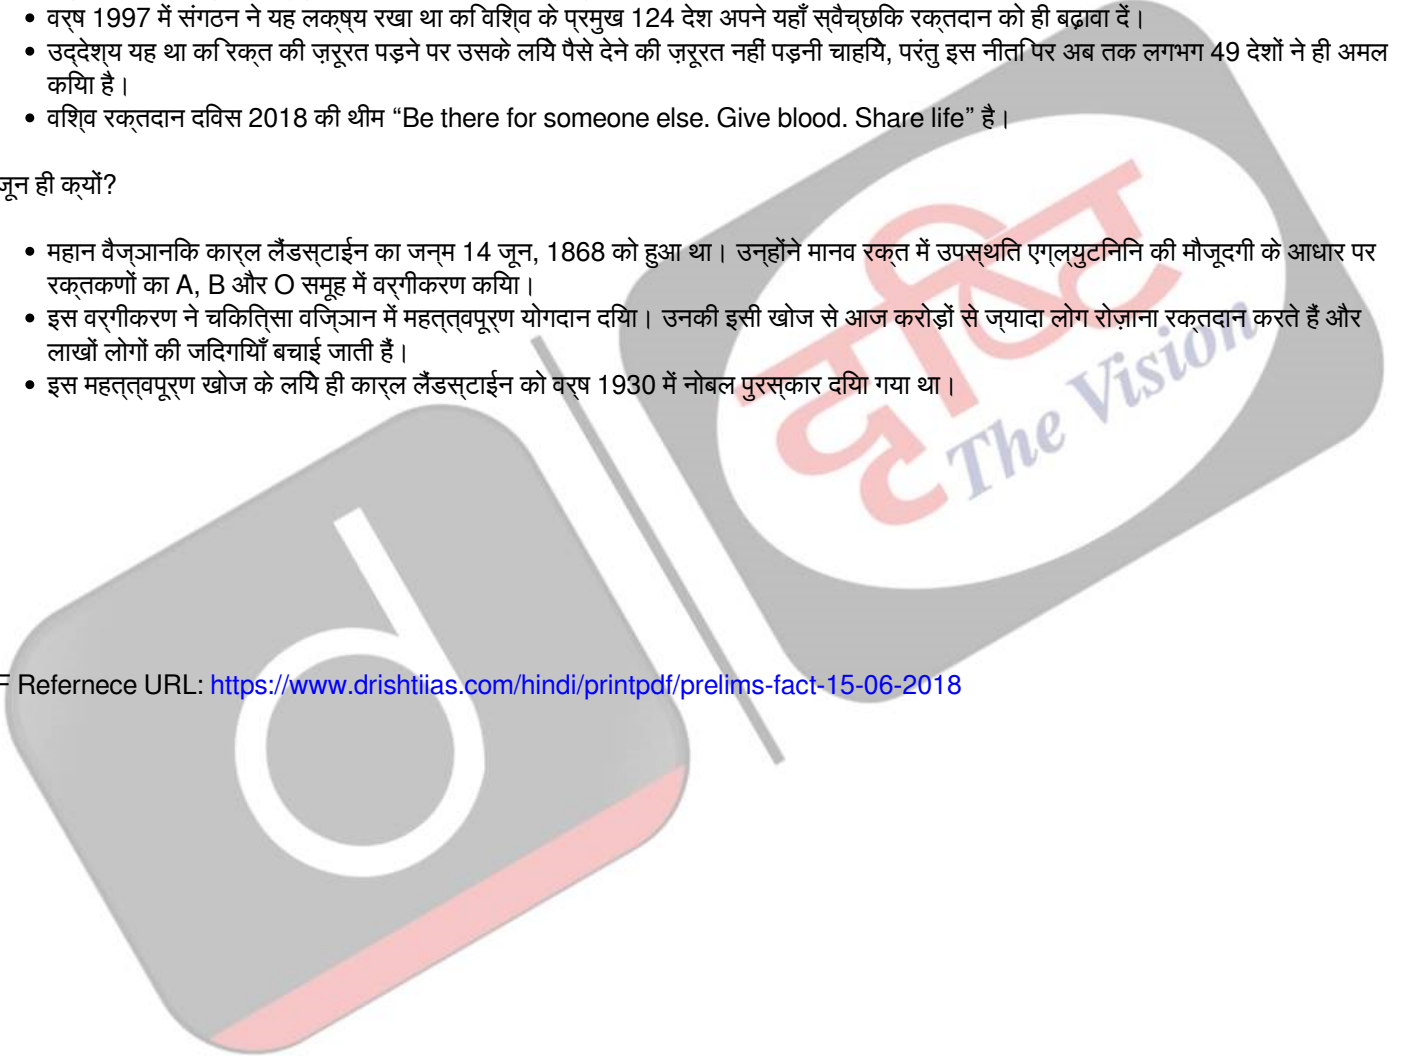 • वर्ष 1997 में संगठन ने यह लक्ष्य रखा था कि विश्व के प्रमुख 124 देश अपने यहाँ स्वैच्छिक रक्तदान को ही बढ़ावा दें।
• उद्देश्य यह था कि रक्त की ज़रूरत पड़ने पर उसके लिये पैसे देने की ज़रूरत नहीं पड़नी चाहिये, परंतु इस नीति पर अब तक लगभग 49 देशों ने ही अमल
किया है।
• विश्व रक्तदान दिवस 2018 की थीम “Be there for someone else. Give blood. Share life” है।
जून ही क्यों?
• महान वैज्ञानिक कार्ल लैंडस्टाईन का जन्म 14 जून, 1868 को हुआ था। उन्होंने मानव रक्त में उपस्थित एग्ल्युटिनिन की मौजूदगी के आधार पर
रक्तकणों का A, B और O समूह में वर्गीकरण किया।
• इस वर्गीकरण ने चिकित्सा विज्ञान में महत्त्वपूर्ण योगदान दिया। उनकी इसी खोज से आज करोड़ों से ज्यादा लोग रोज़ाना रक्तदान करते हैं और
लाखों लोगों की जिदगियाँ बचाई जाती हैं।
• इस महत्त्वपूर्ण खोज के लिये ही कार्ल लैंडस्टाईन को वर्ष 1930 में नोबल पुरस्कार दिया गया था।
दृष्टि
The Vision
d
F Refernece URL: https://www.drishtiias.com/hindi/printpdf/prelims-fact-15-06-2018